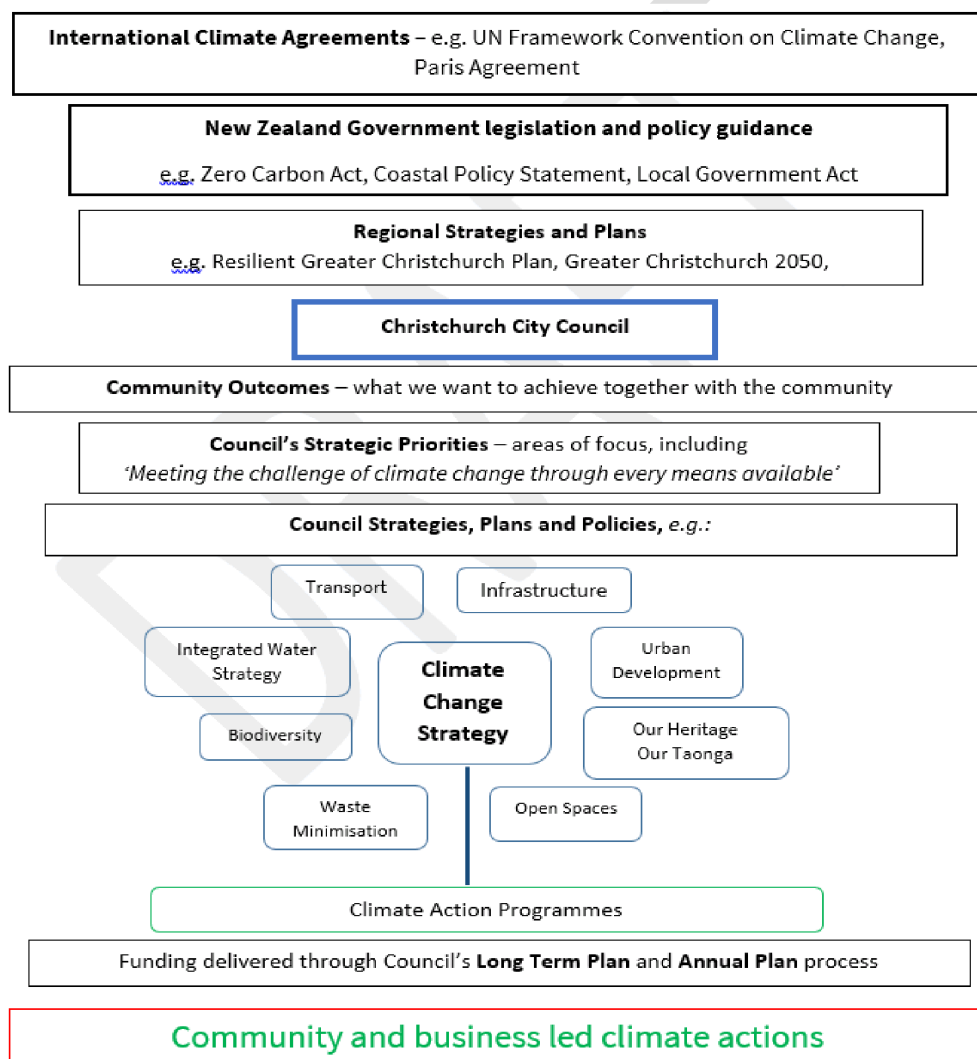 International Climate Agreements – e.g. UN Framework Convention on Climate Change,
Paris Agreement
New Zealand Government legislation and policy guidance
e.g. Zero Carbon Act, Coastal Policy Statement, Local Government Act
Regional Strategies and Plans
e.g. Resilient Greater Christchurch Plan, Greater Christchurch 2050,
Christchurch City Council
Community Outcomes – what we want to achieve together with the community
Council's Strategic Priorities – areas of focus, including
'Meeting the challenge of climate change through every means available'
Council Strategies, Plans and Policies, e.g.:
Transport
Infrastructure
Integrated Water
Strategy
Climate
Change
Strategy
Urban
Development
Biodiversity
Our Heritage
Our Taonga
Waste
Minimisation
Open Spaces
Climate Action Programmes
Funding delivered through Council's Long Term Plan and Annual Plan process
Community and business led climate actions